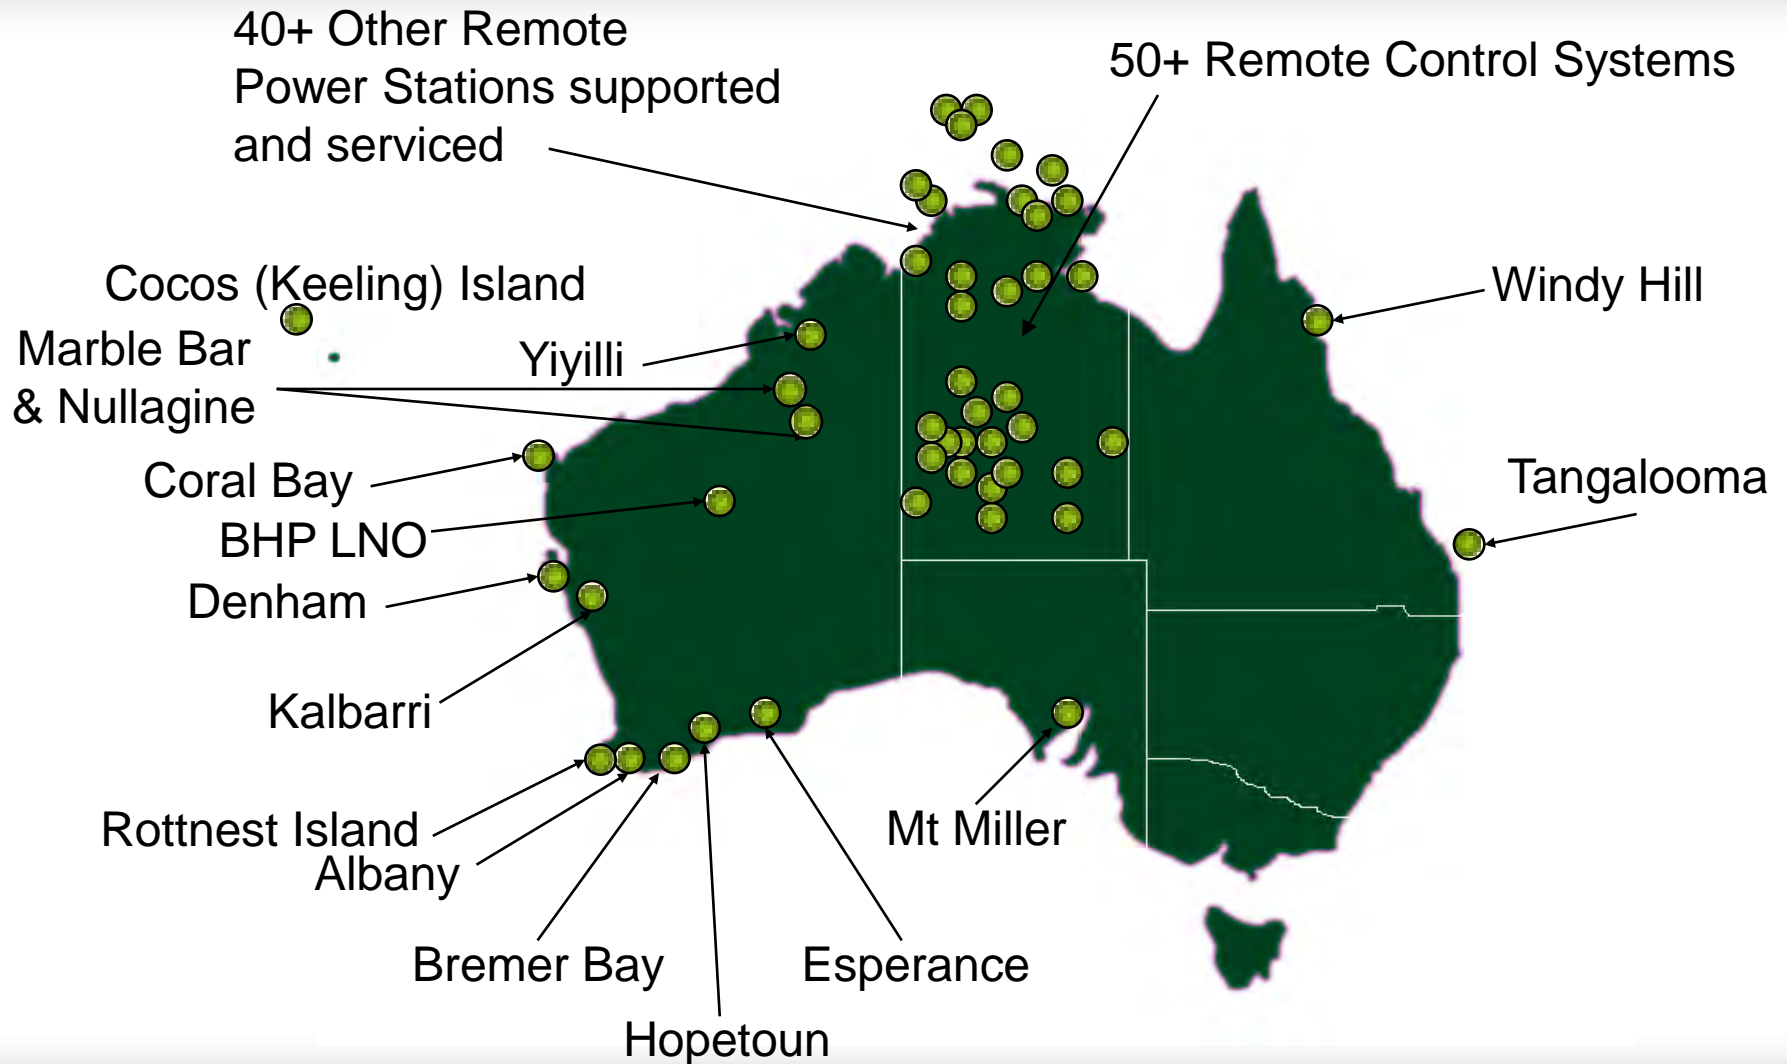 40+ Other Remote
Power Stations supported
and serviced
50+ Remote Control Systems
Cocos (Keeling) Island
Marble Bar
& Nullagine
Yiyilli
Windy Hill
Coral Bay
BHP LNO
Tangalooma
Denham
Kalbarri
Rottnest Island
Albany
Mt Miller
Bremer Bay
Esperance
Hopetoun